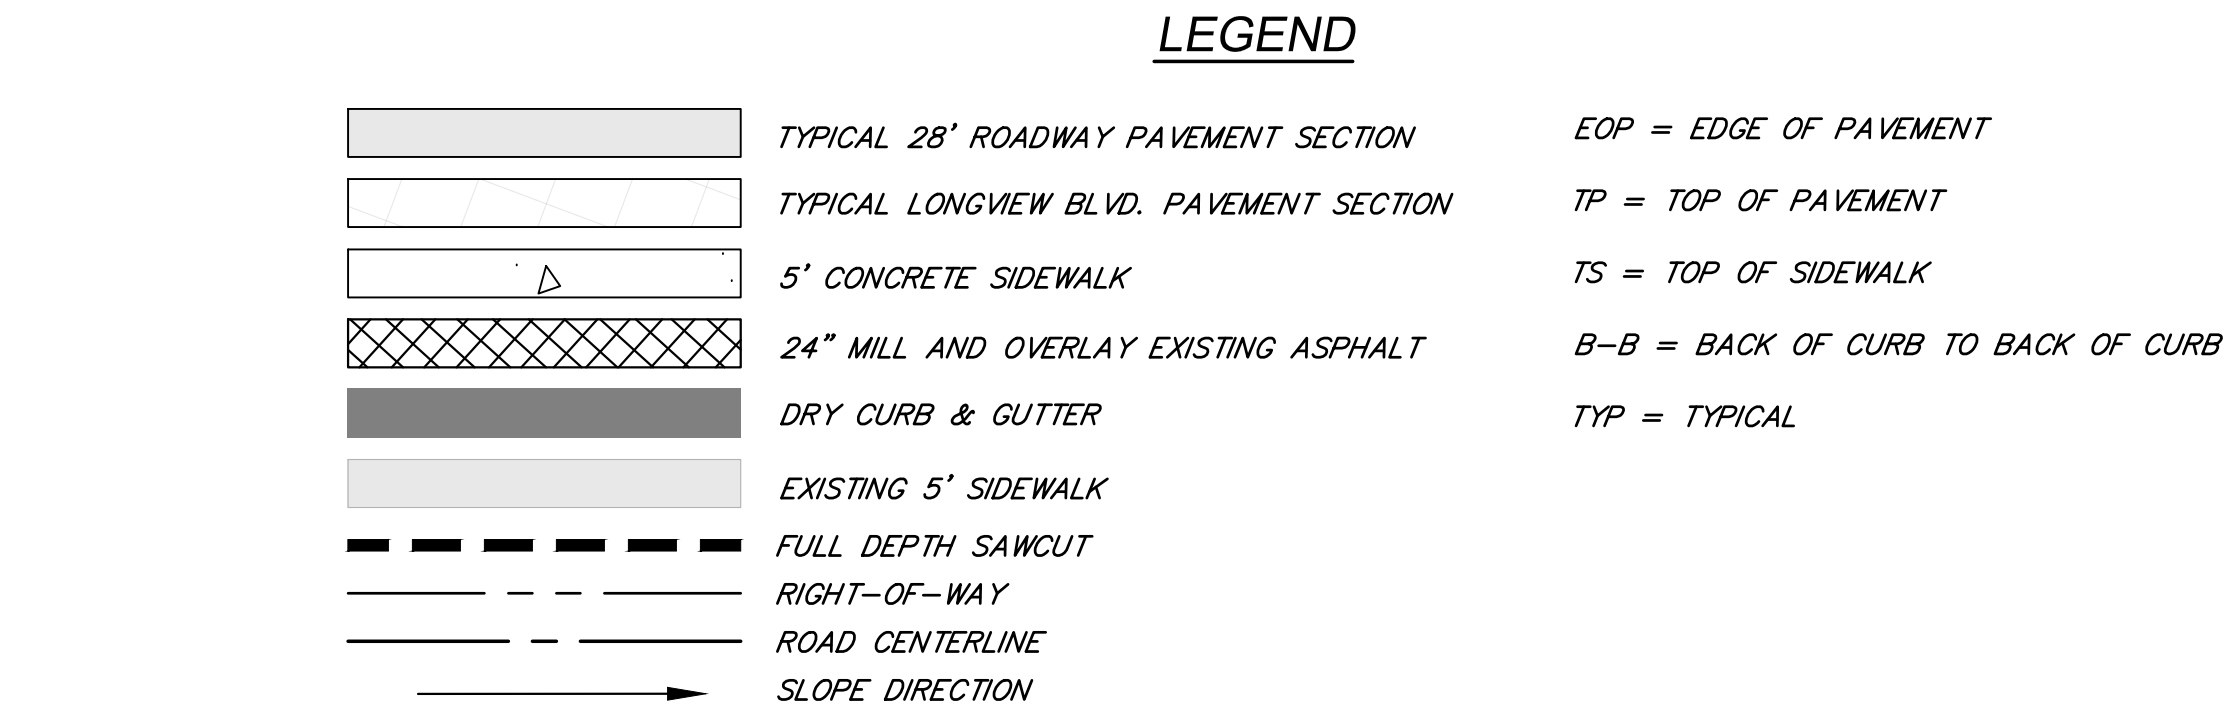 LEGEND
TYPICAL 28' ROADWAY PAVEMENT SECTION
TYPICAL LONGVIEW BLVD. PAVEMENT SECTION
5' CONCRETE SIDEWALK
24" MILL AND OVERLAY EXISTING ASPHALT
DRY CURB & GUTTER
EXISTING 5' SIDEWALK
FULL DEPTH SAWCUT
RIGHT-OF-WAY
ROAD CENTERLINE
SLOPE DIRECTION
EOP = EDGE OF PAVEMENT
TP = TOP OF PAVEMENT
TS = TOP OF SIDEWALK
B-B = BACK OF CURB TO BACK OF CURB
TYP = TYPICAL